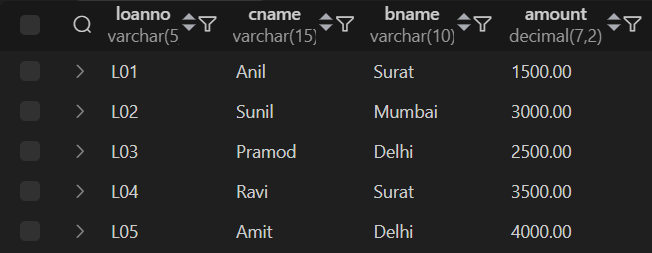 loanno cname bname amount
varchar(5 varchar(15) varchar(10) decimal(7,2)
L01 Anil Surat 1500.00
L02 Sunil Mumbai 3000.00
L03 Pramod Delhi 2500.00
L04 Ravi Surat 3500.00
L05 Amit Delhi 4000.00